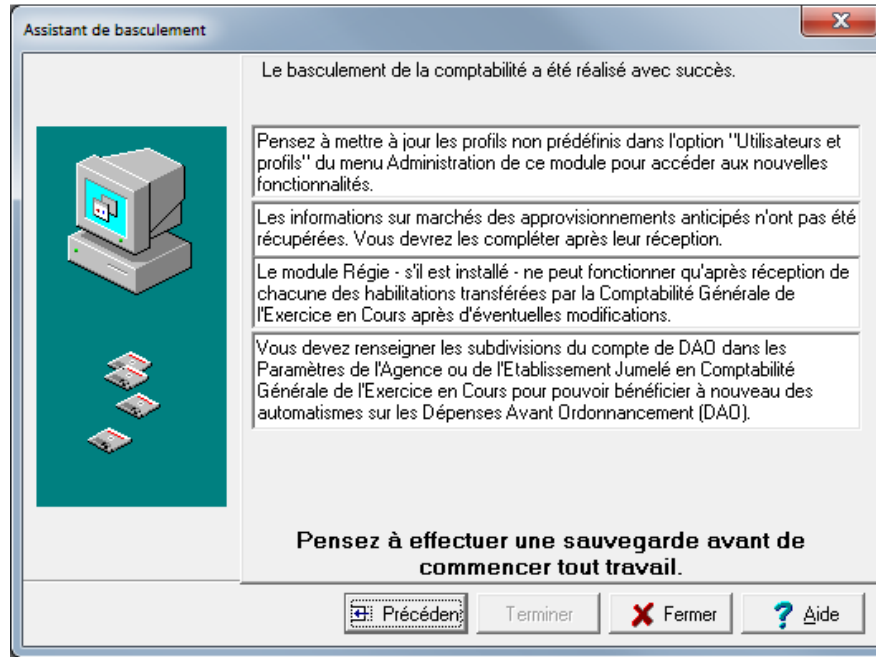 Assistant de basculement
Le basculement de la comptabilité a été réalisé avec succès.
Pensez à mettre à jour les profils non prédéfinis dans l'option "Utilisateurs et
profils" du menu Administration de ce module pour accéder aux nouvelles
fonctionnalités.
Les informations sur marchés des approvisionnements anticipés n'ont pas été
récupérées. Vous devrez les compléter après leur réception.
Le module Régie - s'il est installé - ne peut fonctionner qu'après réception de
chacune des habilitations transférées par la Comptabilité Générale de
l'Exercice en Cours après d'éventuelles modifications.
Vous devez renseigner les subdivisions du compte de DAO dans les
Paramètres de l'Agence ou de l'Etablissement Jumelé en Comptabilité
Générale de l'Exercice en Cours pour pouvoir bénéficier à nouveau des
automatismes sur les Dépenses Avant Ordonnancement (DAO).
Pensez à effectuer une sauvegarde avant de
commencer tout travail.
Précédent
Terminer
Fermer
? Aide